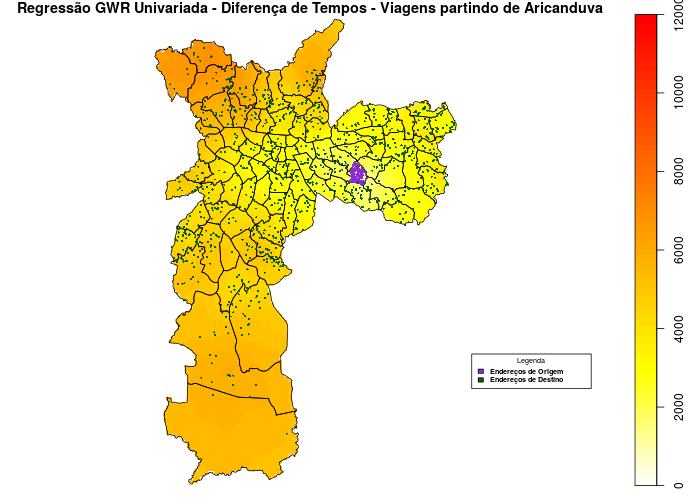 Regressão GWR Univariada - Diferença de Tempos - Viagens partindo de Aricanduva
12000
10000
8000
6000
4000
2000
0
Legenda
Endereços de Origem
Endereços de Destino